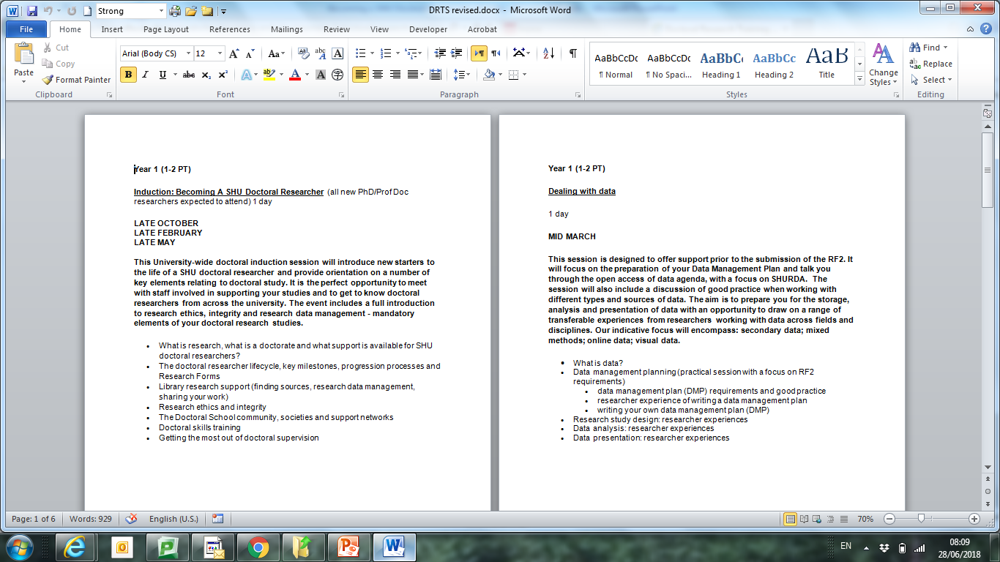 DRTS revised.docx - Microsoft Word
Strong
File Home Insert Page Layout References Mailings Review View Developer Acrobat
Paste
Cut
Copy
Format Painter
Clipboard
Arial (Body CS) 12
Font
Paragraph
AaBbCcDc AaBbCcDc AaBbC AaBbCc AaB
¶ Normal ¶ No Spaci... Heading 1 Heading 2 Title
Change Styles
Styles
Find
Replace
Select
Editing
Year 1 (1-2 PT)
Induction: Becoming A SHU Doctoral Researcher (all new PhD/Prof Doc
researchers expected to attend) 1 day
LATE OCTOBER
LATE FEBRUARY
LATE MAY
This University-wide doctoral induction session will introduce new starters to
the life of a SHU doctoral researcher and provide orientation on a number of
key elements relating to doctoral study. It is the perfect opportunity to meet
with staff involved in supporting your studies and to get to know doctoral
researchers from across the university. The event includes a full introduction
to research ethics, integrity and research data management - mandatory
elements of your doctoral research studies.
• What is research, what is a doctorate and what support is available for SHU
doctoral researchers?
• The doctoral researcher lifecycle, key milestones, progression processes and
Research Forms
• Library research support (finding sources, research data management,
sharing your work)
• Research ethics and integrity
• The Doctoral School community, societies and support networks
• Doctoral skills training
• Getting the most out of doctoral supervision
Year 1 (1-2 PT)
Dealing with data
1 day
MID MARCH
This session is designed to offer support prior to the submission of the RF2. It
will focus on the preparation of your Data Management Plan and talk you
through the open access of data agenda, with a focus on SHURDA. The
session will also include a discussion of good practice when working with
different types and sources of data. The aim is to prepare you for the storage,
analysis and presentation of data with an opportunity to draw on a range of
transferable experiences from researchers working with data across fields and
disciplines. Our indicative focus will encompass: secondary data; mixed
methods; online data; visual data.
• What is data?
• Data management planning (practical session with a focus on RF2
requirements)
• data management plan (DMP) requirements and good practice
• researcher experience of writing a data management plan
• writing your own data management plan (DMP)
• Research study design: researcher experiences
• Data analysis: researcher experiences
• Data presentation: researcher experiences
Page: 1 of 6 Words: 929 English (U.S.) 70%
EN
08:09
28/06/2018